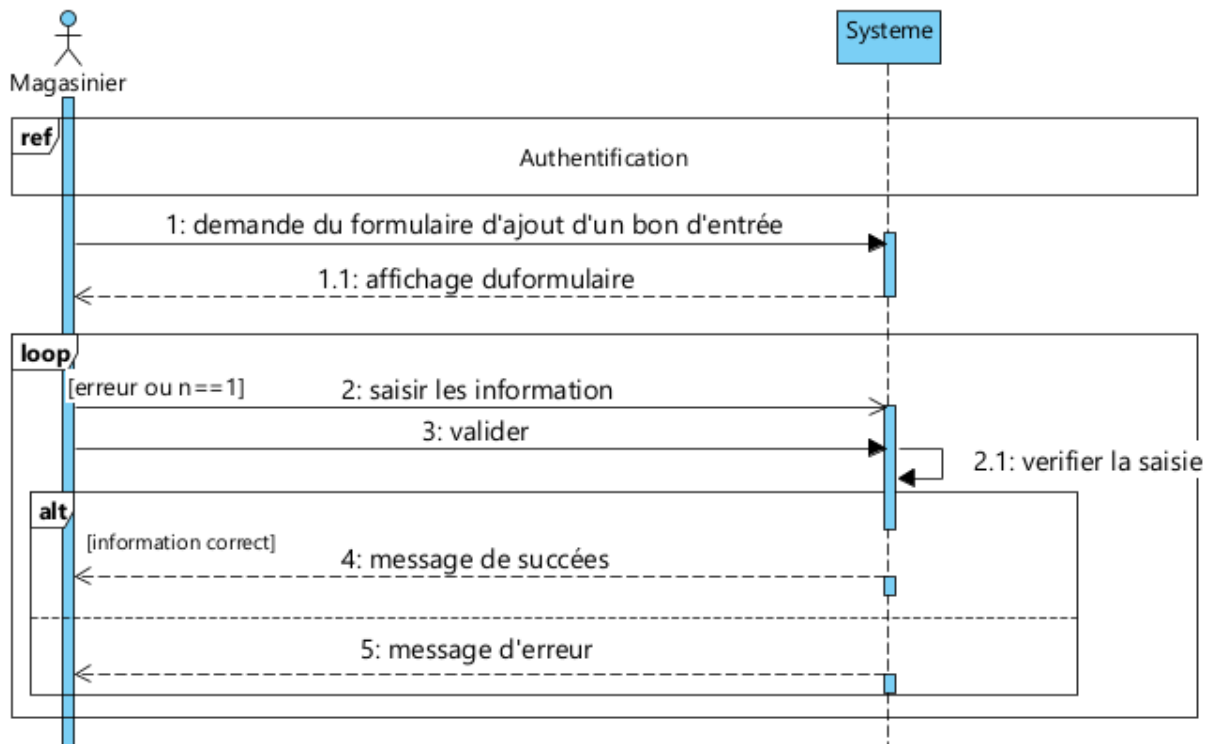 Systeme
Magasinier
ref
Authentification
1: demande du formulaire d'ajout d'un bon d'entrée
1.1: affichage duformulaire
loop
[erreur ou n==1]
2: saisir les information
3: valider
2.1: verifier la saisie
alt
[information correct]
4: message de succées
5: message d'erreur